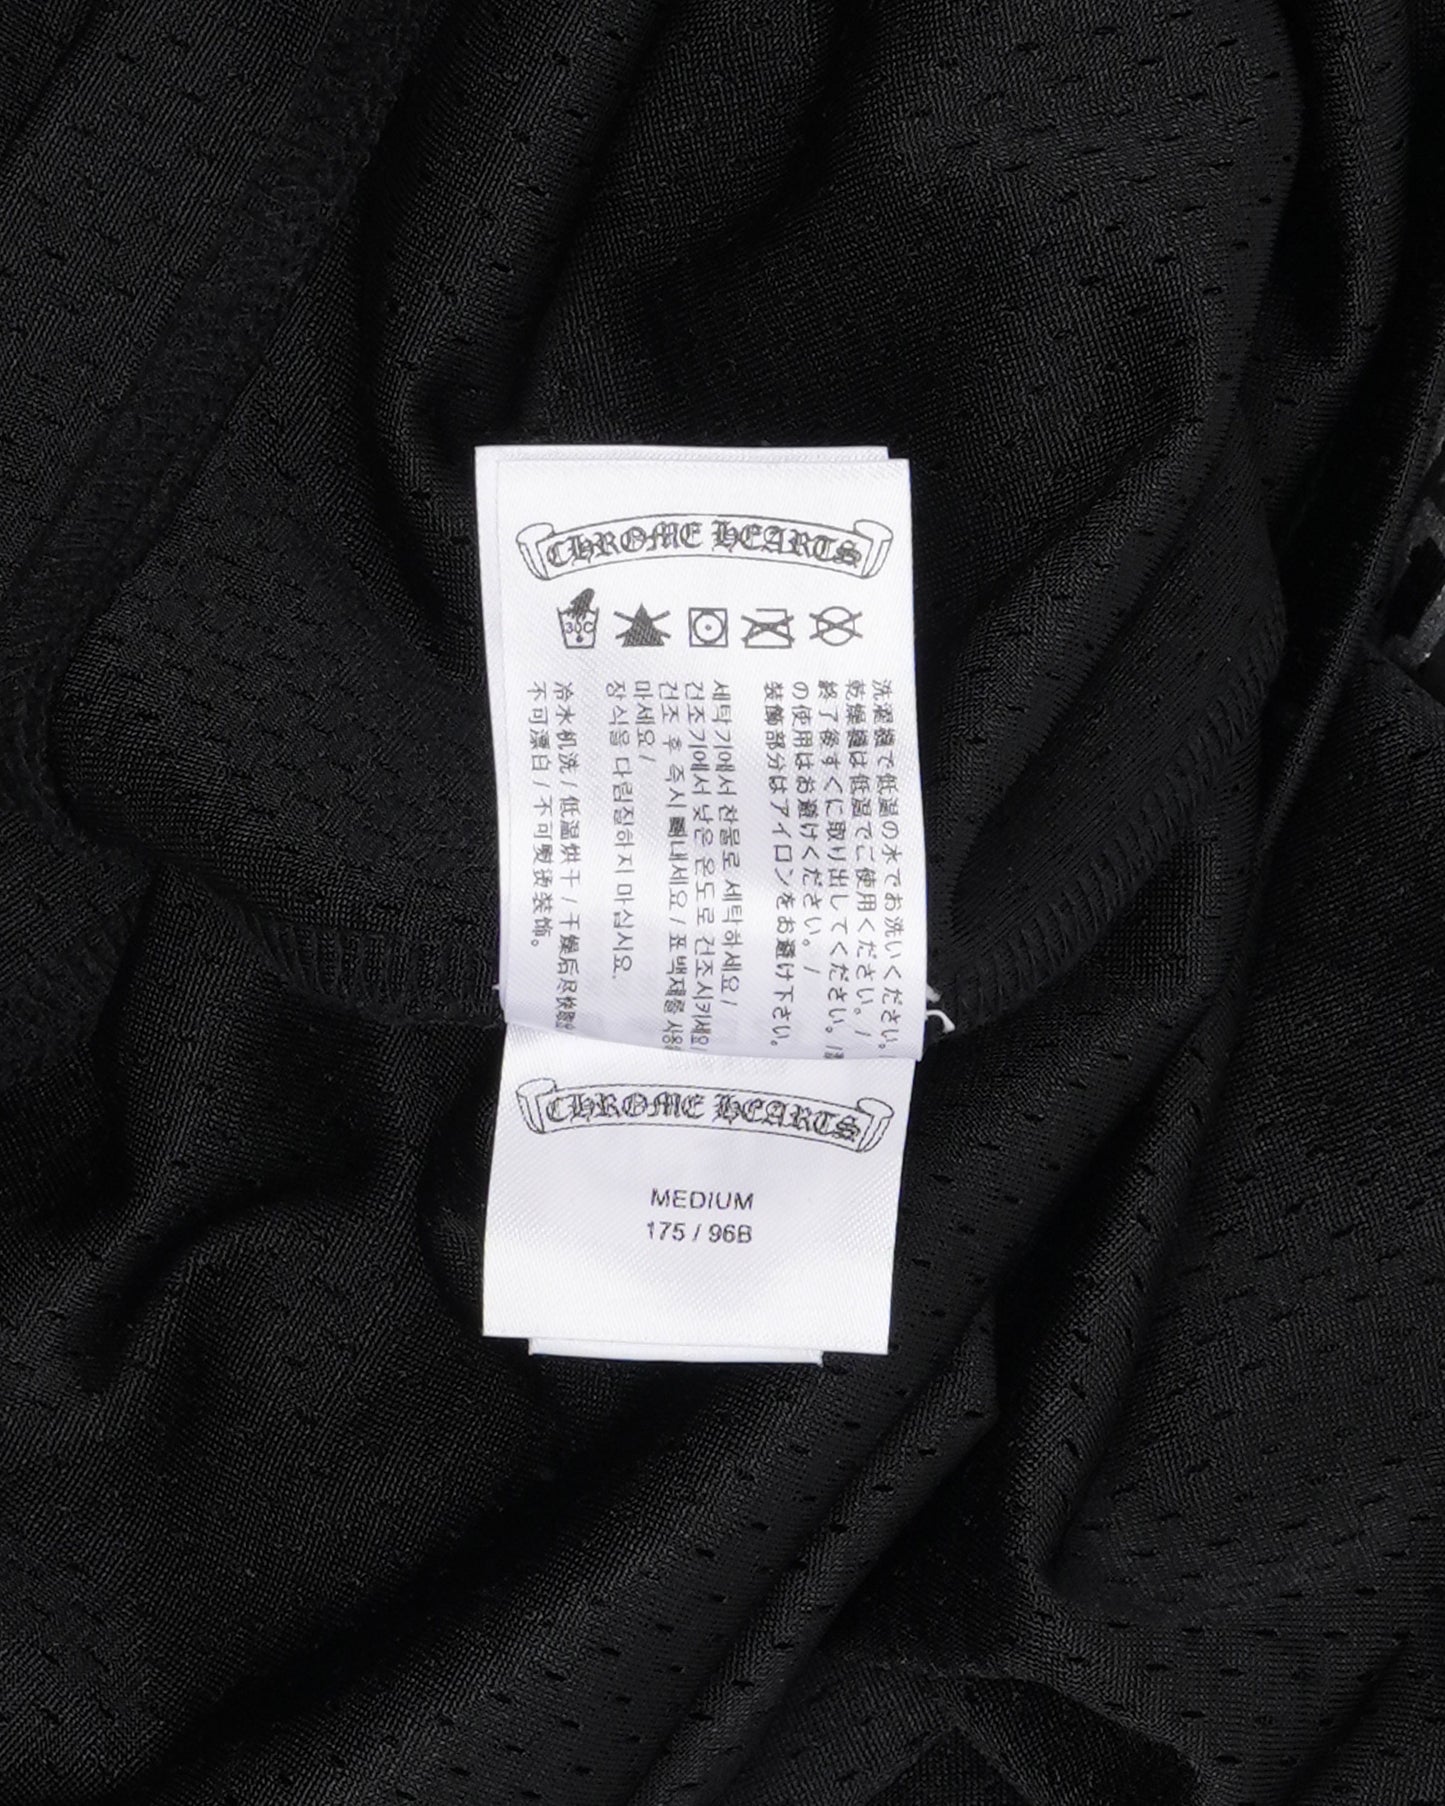 CHROME HEARTS
30C
洗濯機で低温の水でお洗いください。/
乾燥機は低温でご使用ください。/
終了後すぐに取り出してください。/
の使用はお避けください。/
装飾部分はアイロンをお避け下さい。
세탁기에서 찬물로 세탁하세요/
건조기에서 낮은 온도로 건조시키세요/
건조 후 즉시 빼내세요/ 표백제를
마세요/
장식을 다림질하지 마십시요.
冷水机洗 / 低温烘干 / 干燥后尽快
不可漂白 / 不可熨烫装饰。
CHROME HEARTS
MEDIUM
175 / 96B